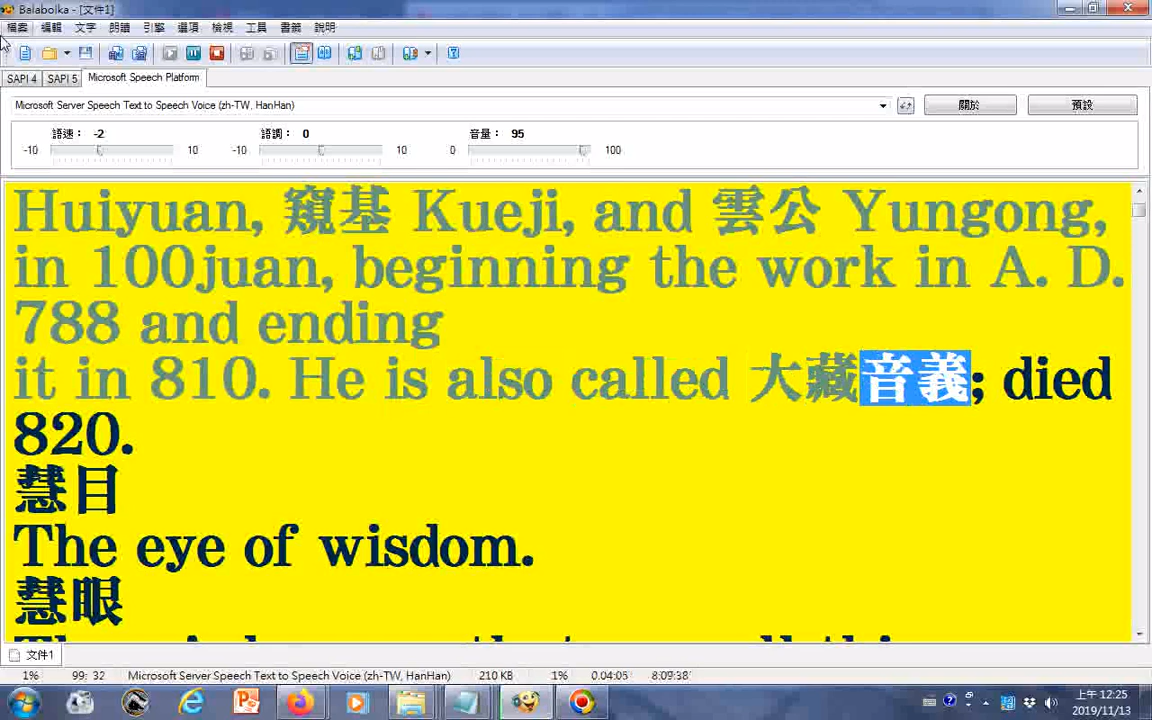 Balabolka - [文件1]
檔案 編輯 文字 朗讀 引擎 選項 檢視 工具 書籤 說明
SAPI 4 SAPI 5 Microsoft Speech Platform
Microsoft Server Speech Text to Speech Voice (zh-TW, HanHan) 關於 預設
語速： -2 語調： 0 音量： 95
-10 10 -10 10 0 100
Huiyuan, 窺基 Kueji, and 雲公 Yungong,
in 100juan, beginning the work in A. D.
788 and ending
it in 810. He is also called 大藏音義; died
820.
慧目
The eye of wisdom.
慧眼
文件1
1% 99: 32 Microsoft Server Speech Text to Speech Voice (zh-TW, HanHan) 210 KB 1% 0:04:05' 8:09:38'
上午 12:25
2019/11/13